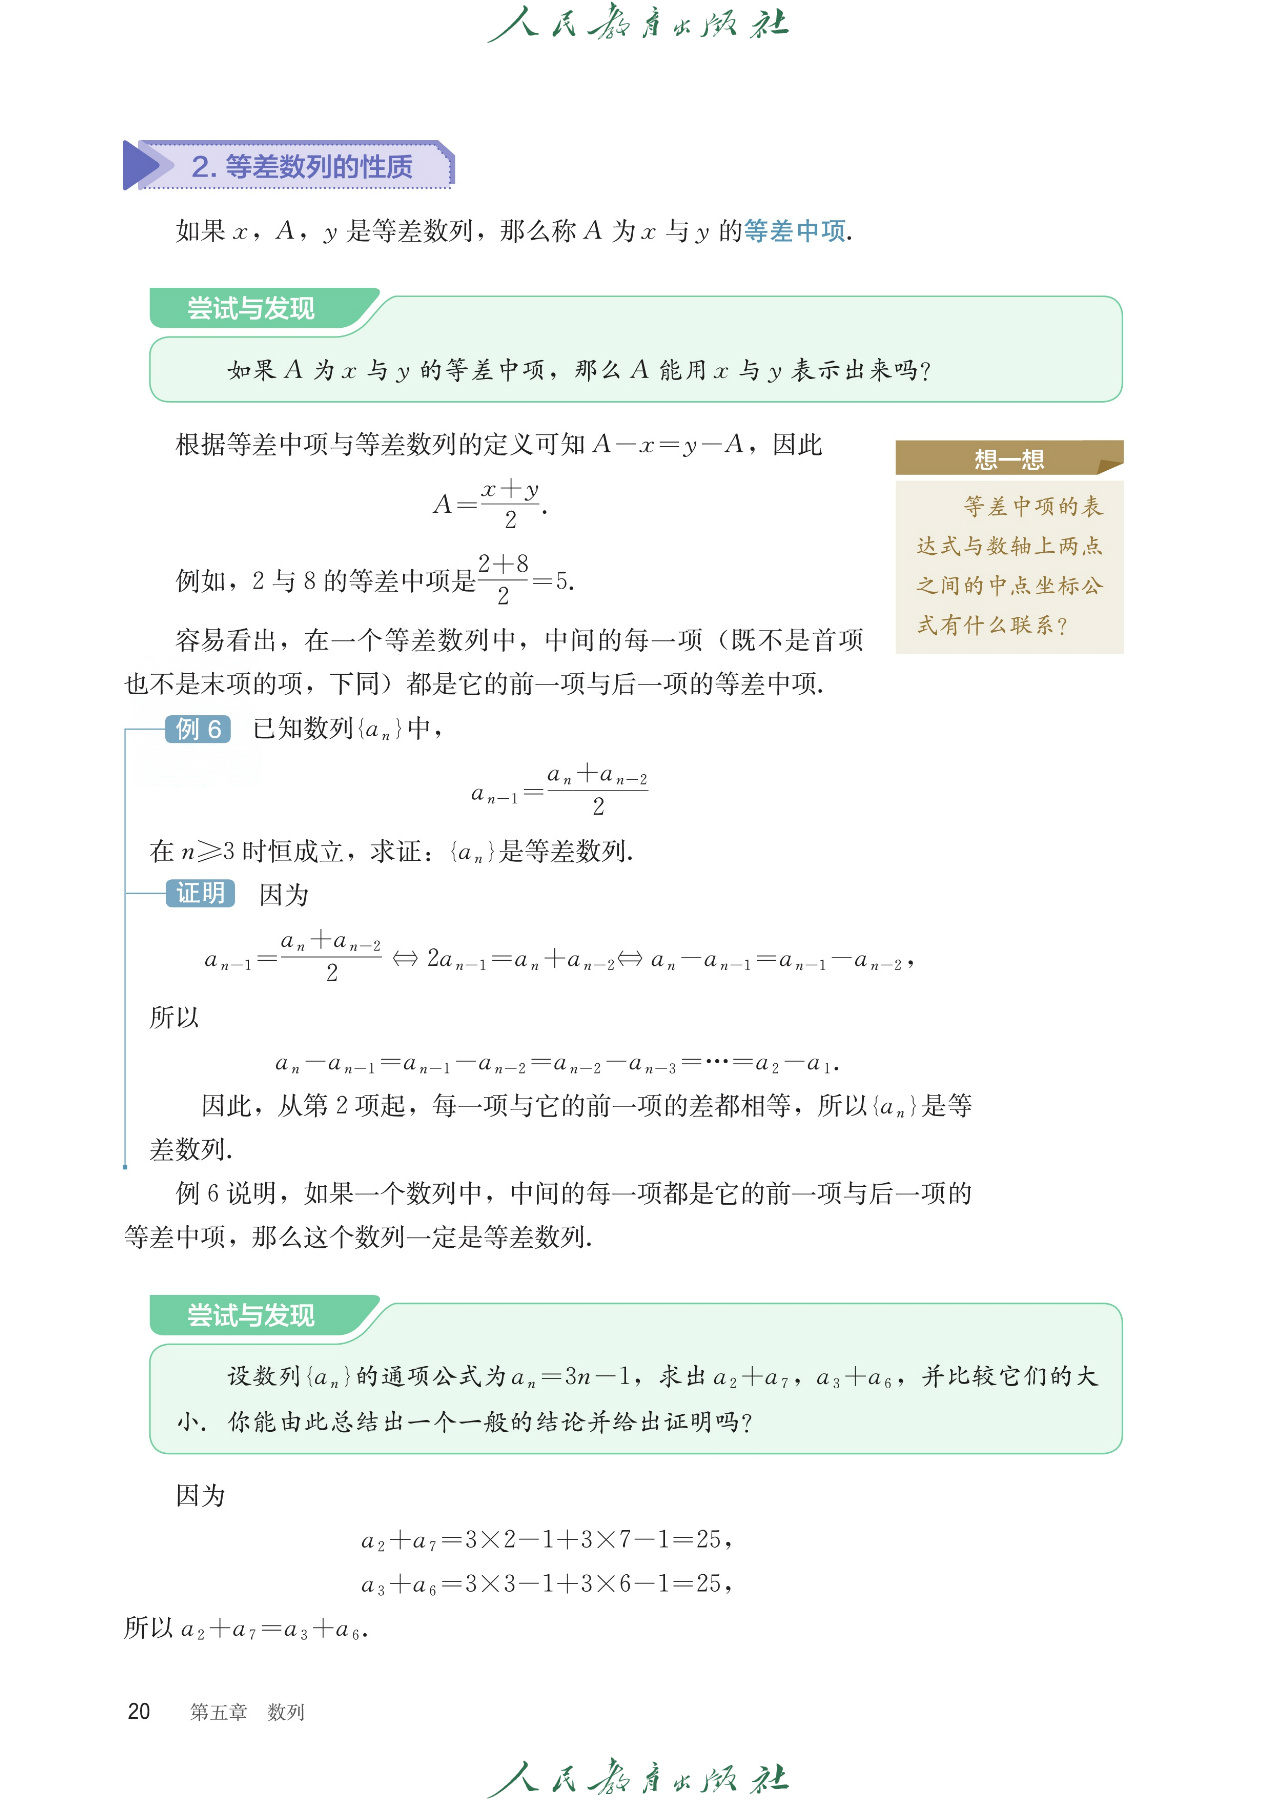 人民教育出版社
2. 等差数列的性质
如果 x，A，y 是等差数列，那么称 A 为 x 与 y 的等差中项.
尝试与发现
如果 A 为 x 与 y 的等差中项，那么 A 能用 x 与 y 表示出来吗？
根据等差中项与等差数列的定义可知 A－x＝y－A，因此
A＝\frac{x＋y}{2}.
例如，2 与 8 的等差中项是\frac{2＋8}{2}＝5.
想一想
等差中项的表
达式与数轴上两点
之间的中点坐标公
式有什么联系？
容易看出，在一个等差数列中，中间的每一项（既不是首项
也不是末项的项，下同）都是它的前一项与后一项的等差中项.
例 6 已知数列{a_n}中，
a_{n－1}＝\frac{a_n＋a_{n－2}}{2}
在 n⩾3 时恒成立，求证：{a_n}是等差数列.
证明 因为
a_{n－1}＝\frac{a_n＋a_{n－2}}{2} ⇔ 2a_{n－1}＝a_n＋a_{n－2} ⇔ a_n－a_{n－1}＝a_{n－1}－a_{n－2}，
所以
a_n－a_{n－1}＝a_{n－1}－a_{n－2}＝a_{n－2}－a_{n－3}＝…＝a_2－a_1.
因此，从第 2 项起，每一项与它的前一项的差都相等，所以{a_n}是等
差数列.
例 6 说明，如果一个数列中，中间的每一项都是它的前一项与后一项的
等差中项，那么这个数列一定是等差数列.
尝试与发现
设数列{a_n}的通项公式为 a_n＝3n－1，求出 a_2＋a_7，a_3＋a_6，并比较它们的大
小. 你能由此总结出一个一般的结论并给出证明吗？
因为
a_2＋a_7＝3×2－1＋3×7－1＝25，
a_3＋a_6＝3×3－1＋3×6－1＝25，
所以 a_2＋a_7＝a_3＋a_6.
20 第五章 数列
人民教育出版社